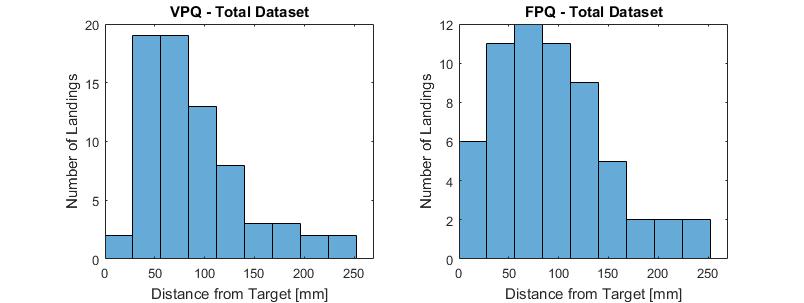 VPQ - Total Dataset
Number of Landings
20
15
10
5
0
0 50 100 150 200 250
Distance from Target [mm]
FPQ - Total Dataset
Number of Landings
12
10
8
6
4
2
0
0 50 100 150 200 250
Distance from Target [mm]